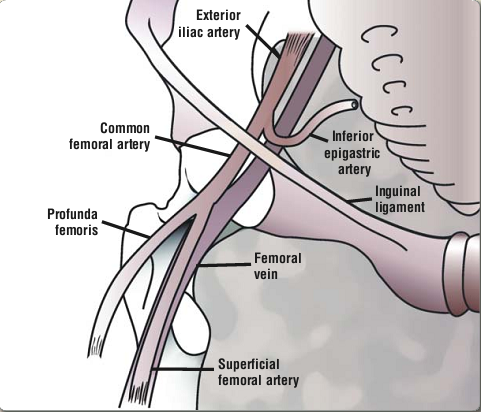 Exterior
iliac artery
Common
femoral artery
Inferior
epigastric
artery
Inguinal
ligament
Profunda
femoris
Femoral
vein
Superficial
femoral artery